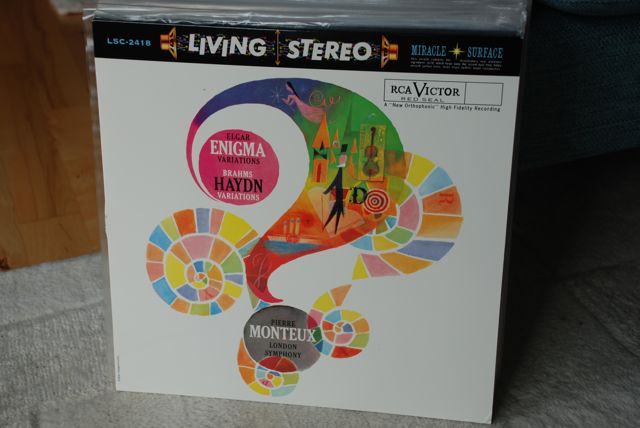 LSC-2418
LIVING STEREO
MIRACLE SURFACE
RCA VICTOR
RED SEAL
A "New Orthophonic" High Fidelity Recording
ELGAR
ENIGMA
VARIATIONS
BRAHMS
HAYDN
VARIATIONS
PIERRE
MONTEUX
LONDON
SYMPHONY